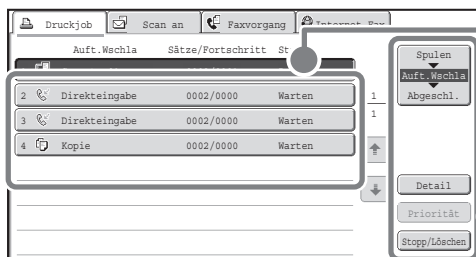 Druckjob Scan an Faxvorgang Internet-Fax
Auft.Wschla Sätze/Fortschritt St
2 Direkteingabe 0002/0000 Warten
3 Direkteingabe 0002/0000 Warten
4 Kopie 0002/0000 Warten
1
1
Spulen
Auft.Wschla
Abgeschl.
Detail
Priorität
Stopp/Löschen